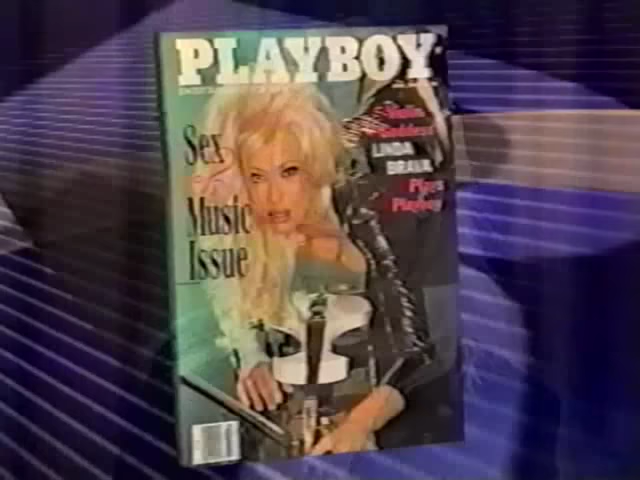 PLAYBOY
Sex
&
Music
Issue
Violin
Goddess
LINDA
BRAVA
Plays
Playboy